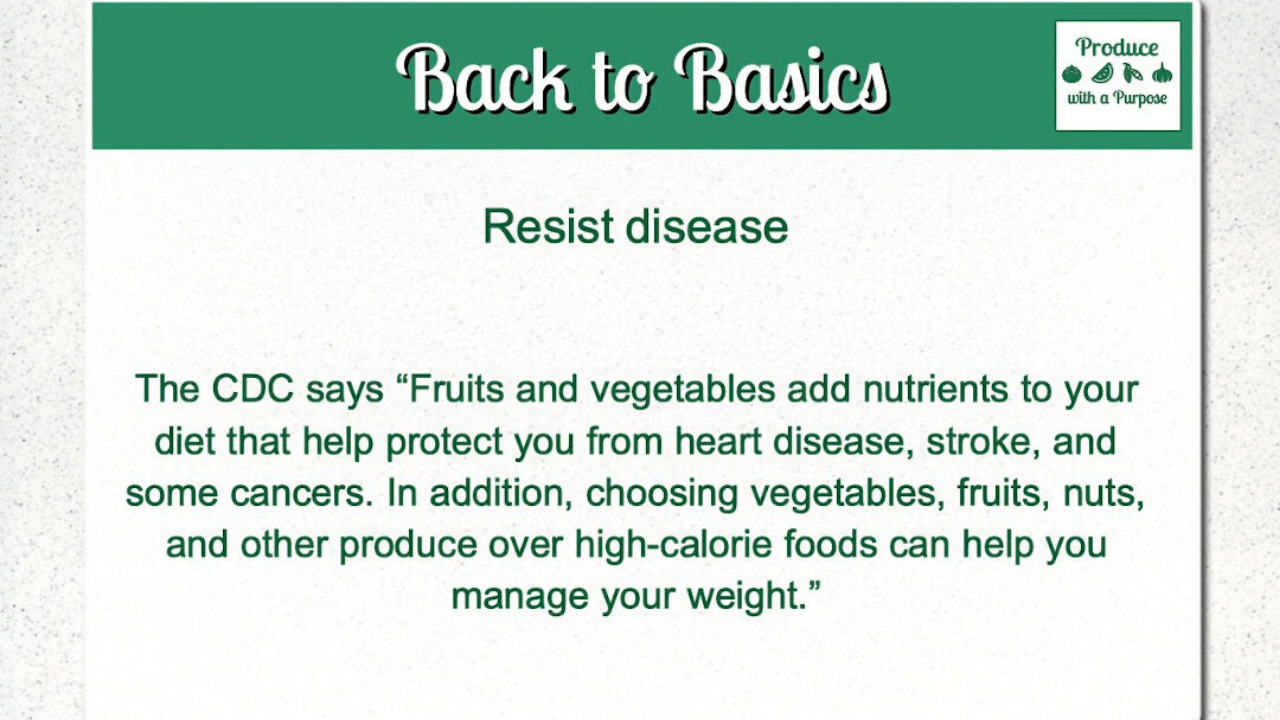 Back to Basics
Produce
with a Purpose
Resist disease
The CDC says “Fruits and vegetables add nutrients to your
diet that help protect you from heart disease, stroke, and
some cancers. In addition, choosing vegetables, fruits, nuts,
and other produce over high-calorie foods can help you
manage your weight.”